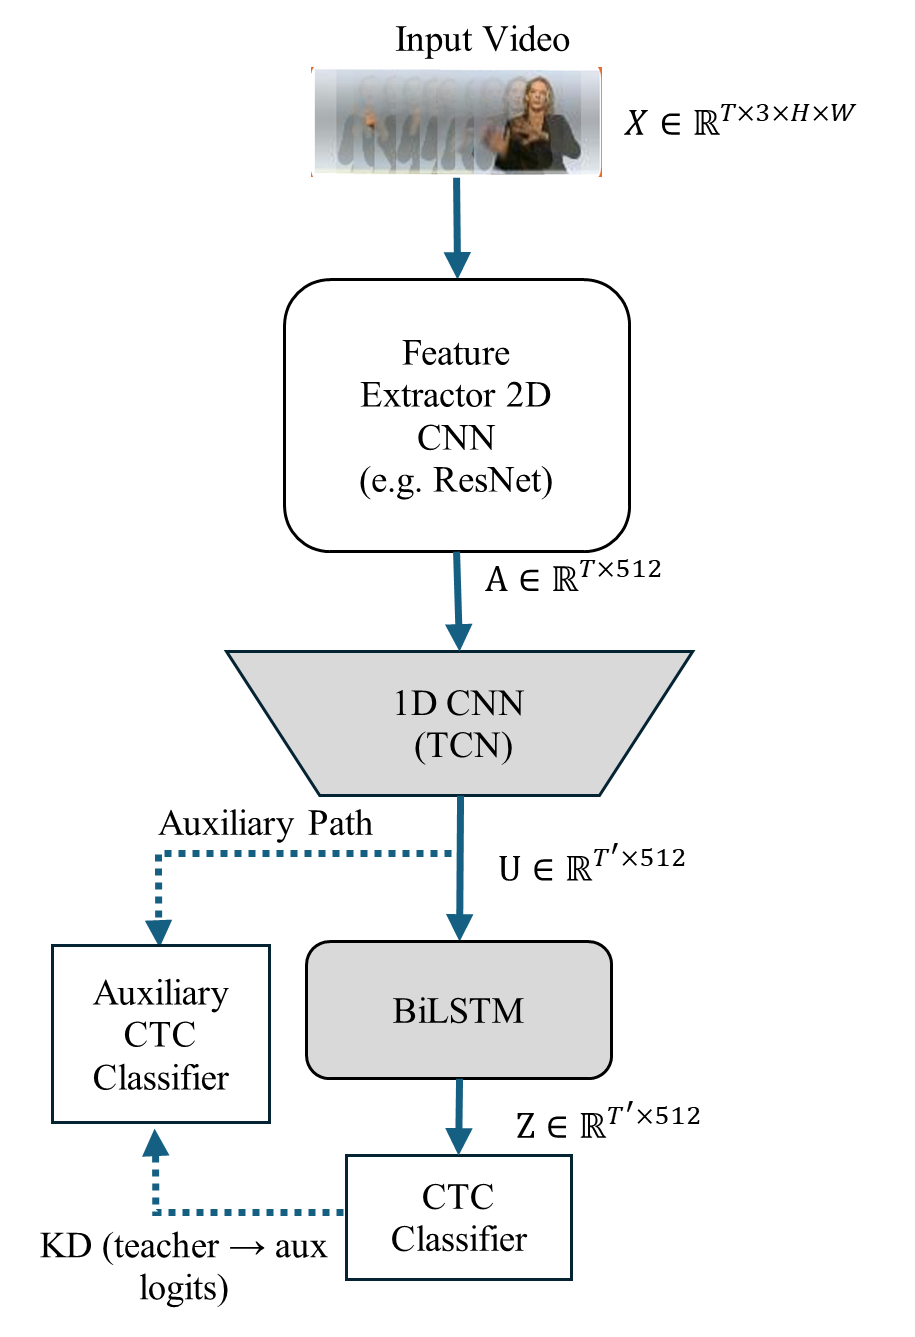 Input Video
X ∈ ℝ^{T×3×H×W}
Feature
Extractor 2D
CNN
(e.g. ResNet)
A ∈ ℝ^{T×512}
1D CNN
(TCN)
Auxiliary Path
U ∈ ℝ^{T′×512}
Auxiliary
CTC
Classifier
BiLSTM
Z ∈ ℝ^{T′×512}
CTC
Classifier
KD (teacher → aux
logits)